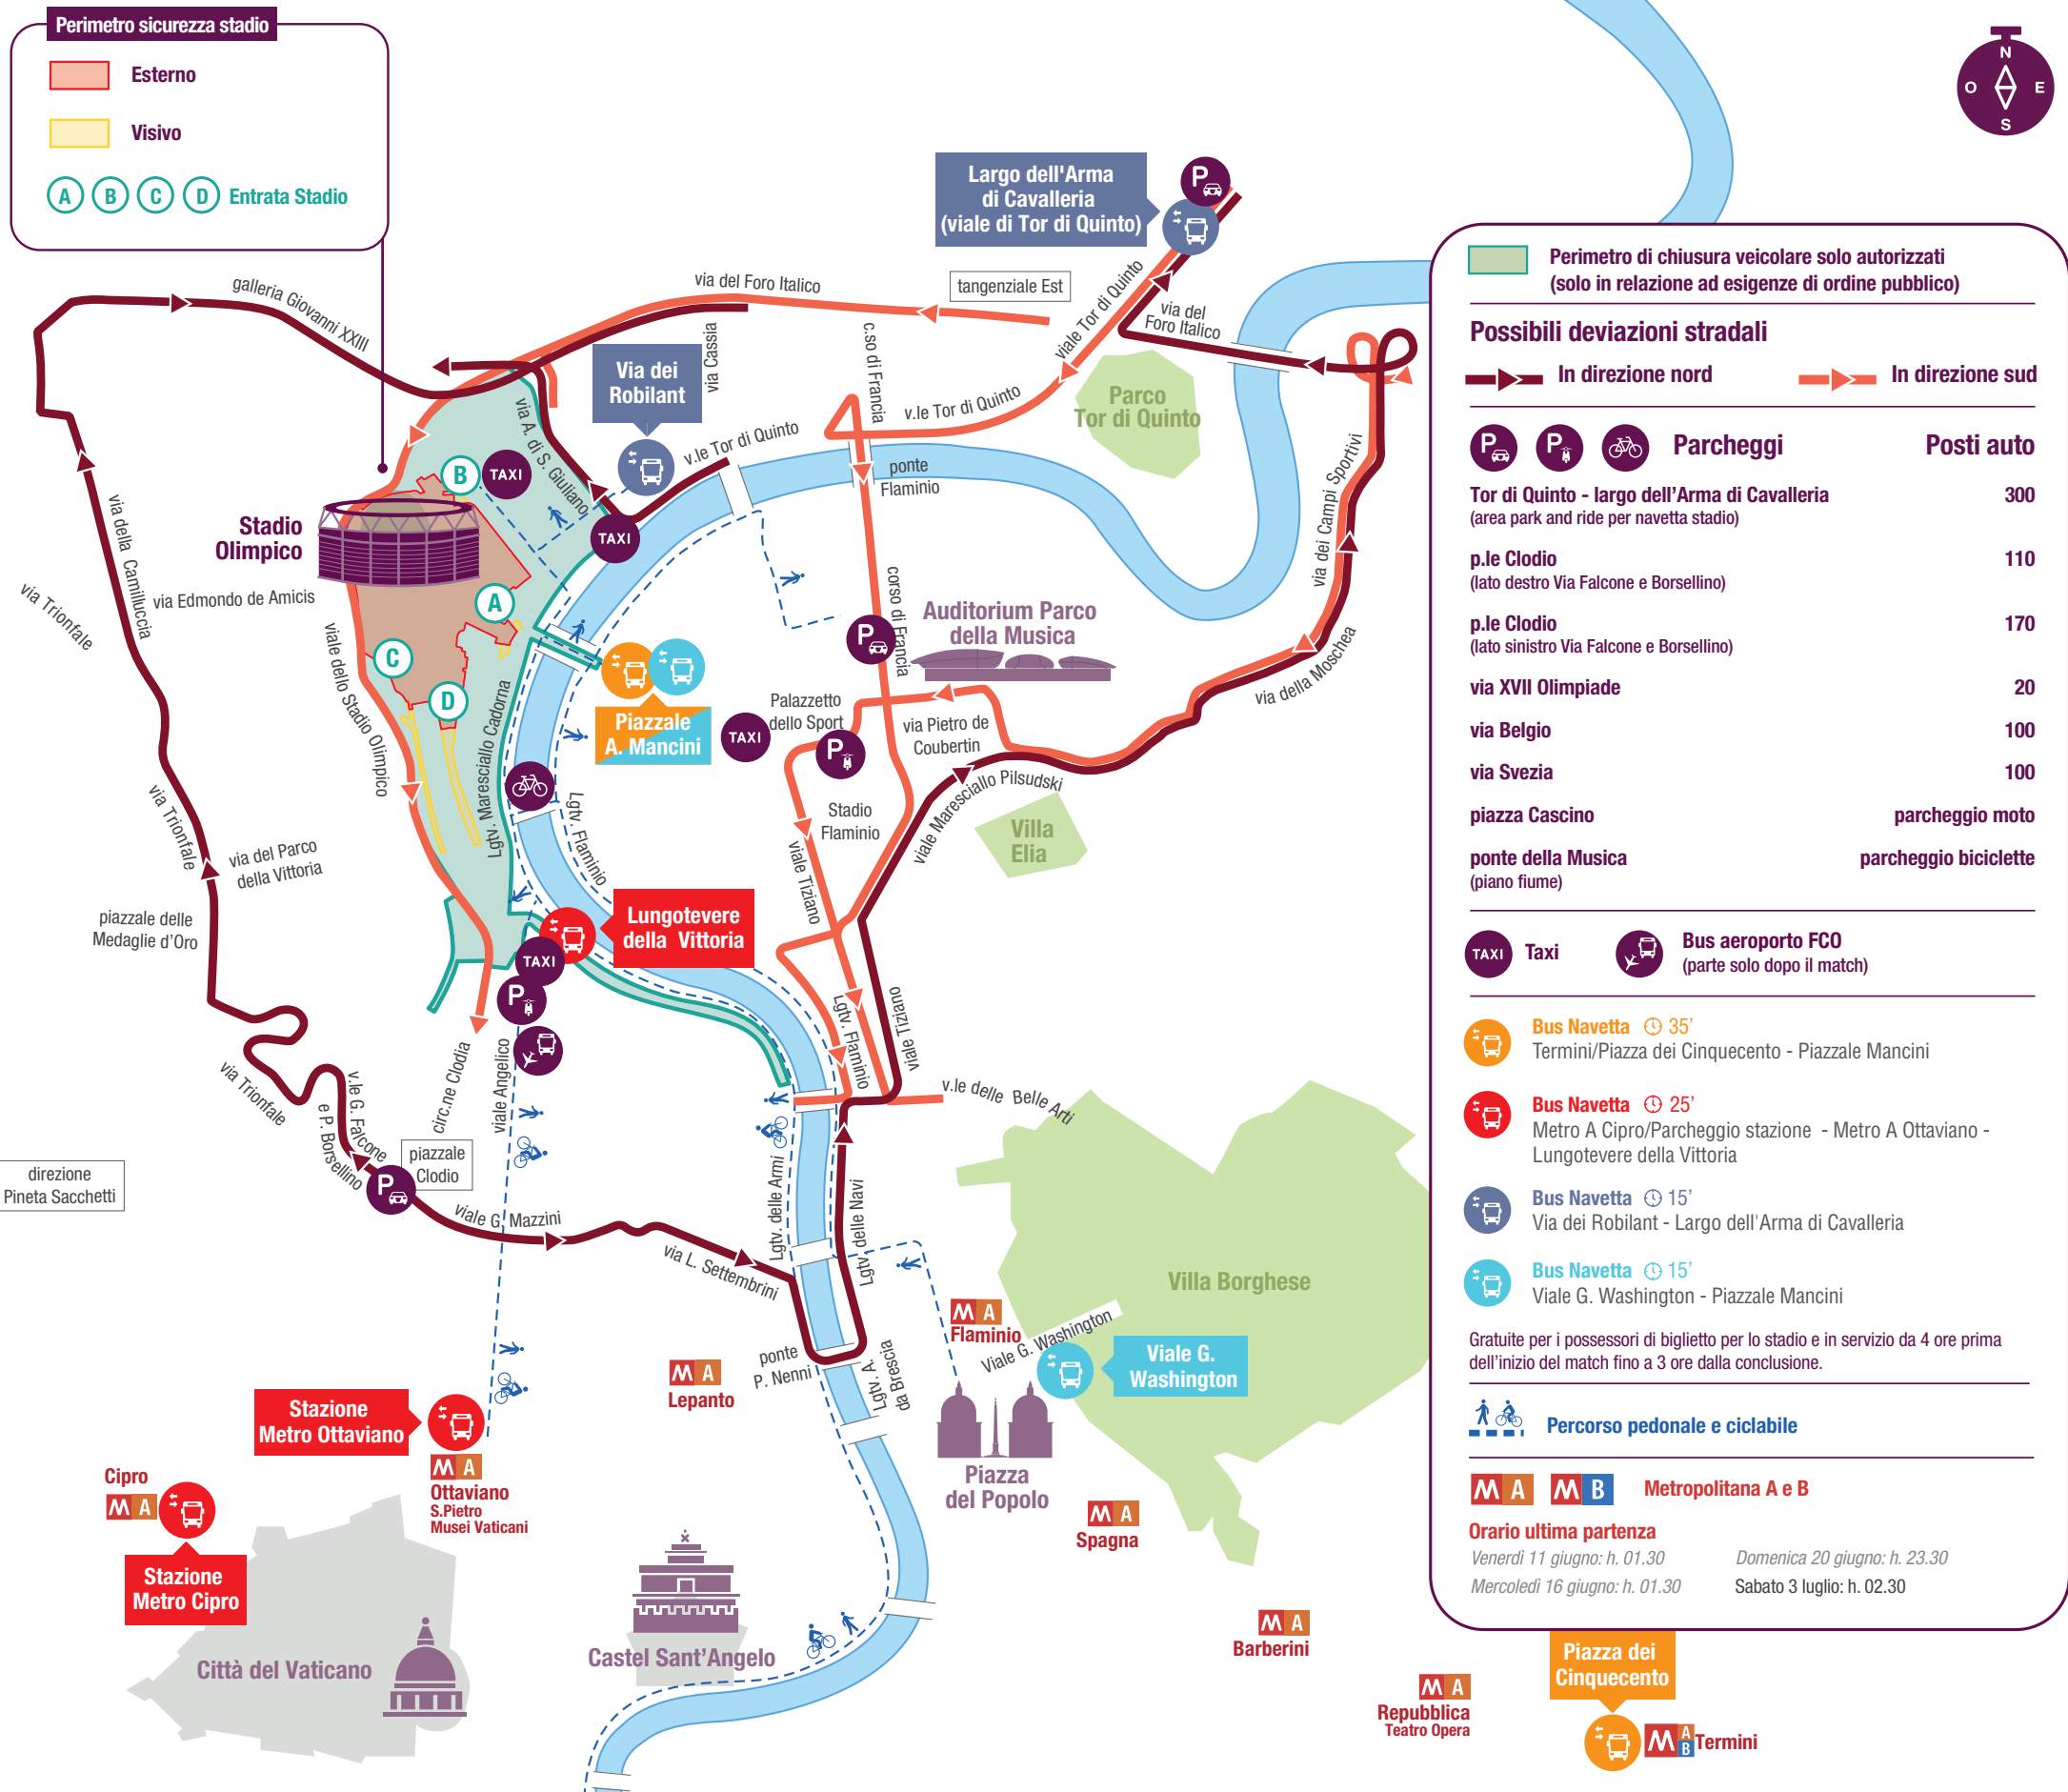 Perimetro sicurezza stadio
Esterno
Visivo
A B C D Entrata Stadio
N
O E
S
Largo dell'Arma
di Cavalleria
(viale di Tor di Quinto)
P
galleria Giovanni XXIII
via del Foro Italico
tangenziale Est
viale Tor di Quinto
via del
Foro Italico
via Cassia
c.so di Francia
Via dei
Robilant
Parco
Tor di Quinto
v.le Tor di Quinto
v.le Tor di Quinto
via A. di S. Giuliano
ponte
Flaminio
B
TAXI
TAXI
Stadio
Olimpico
via della Camilluccia
via Trionfale
via Edmondo de Amicis
A
C
D
viale dello Stadio Olimpico
Lgtv. Maresciallo Cadorna
corso di Francia
P
Auditorium Parco
della Musica
via dei Campi Sportivi
via della Moschea
Piazzale
A. Mancini
TAXI
Palazzetto
dello Sport
P
via Pietro de
Coubertin
Stadio
Flaminio
viale Maresciallo Pilsudski
Villa
Elia
Lgtv. Flaminio
viale Tiziano
via Trionfale
via del Parco
della Vittoria
piazzale delle
Medaglie d'Oro
Lungotevere
della Vittoria
TAXI
P
Lgtv. Flaminio
viale Tiziano
v.le delle Belle Arti
via Trionfale
v.le G. Falcone
e P. Borsellino
circ.ne Clodia
viale Angelico
piazzale
Clodio
P
direzione
Pineta Sacchetti
viale G. Mazzini
via L. Settembrini
Lgtv. delle Armi
Lgtv. delle Navi
ponte
P. Nenni
Lgtv. A.
da Brescia
Villa Borghese
M A
Flaminio
Viale G. Washington
Viale G.
Washington
M A
Lepanto
Piazza
del Popolo
Stazione
Metro Ottaviano
M A
Ottaviano
S.Pietro
Musei Vaticani
Cipro
M A
Stazione
Metro Cipro
Città del Vaticano
Castel Sant'Angelo
M A
Spagna
M A
Barberini
M A
Repubblica
Teatro Opera
Piazza dei
Cinquecento
M A B Termini
Perimetro di chiusura veicolare solo autorizzati
(solo in relazione ad esigenze di ordine pubblico)
Possibili deviazioni stradali
In direzione nord In direzione sud
P P Parcheggi Posti auto
Tor di Quinto - largo dell'Arma di Cavalleria 300
(area park and ride per navetta stadio)
p.le Clodio 110
(lato destro Via Falcone e Borsellino)
p.le Clodio 170
(lato sinistro Via Falcone e Borsellino)
via XVII Olimpiade 20
via Belgio 100
via Svezia 100
piazza Cascino parcheggio moto
ponte della Musica parcheggio biciclette
(piano fiume)
TAXI Taxi Bus aeroporto FCO
(parte solo dopo il match)
Bus Navetta 35'
Termini/Piazza dei Cinquecento - Piazzale Mancini
Bus Navetta 25'
Metro A Cipro/Parcheggio stazione - Metro A Ottaviano -
Lungotevere della Vittoria
Bus Navetta 15'
Via dei Robilant - Largo dell'Arma di Cavalleria
Bus Navetta 15'
Viale G. Washington - Piazzale Mancini
Gratuite per i possessori di biglietto per lo stadio e in servizio da 4 ore prima
dell'inizio del match fino a 3 ore dalla conclusione.
Percorso pedonale e ciclabile
M A M B Metropolitana A e B
Orario ultima partenza
Venerdì 11 giugno: h. 01.30 Domenica 20 giugno: h. 23.30
Mercoledì 16 giugno: h. 01.30 Sabato 3 luglio: h. 02.30